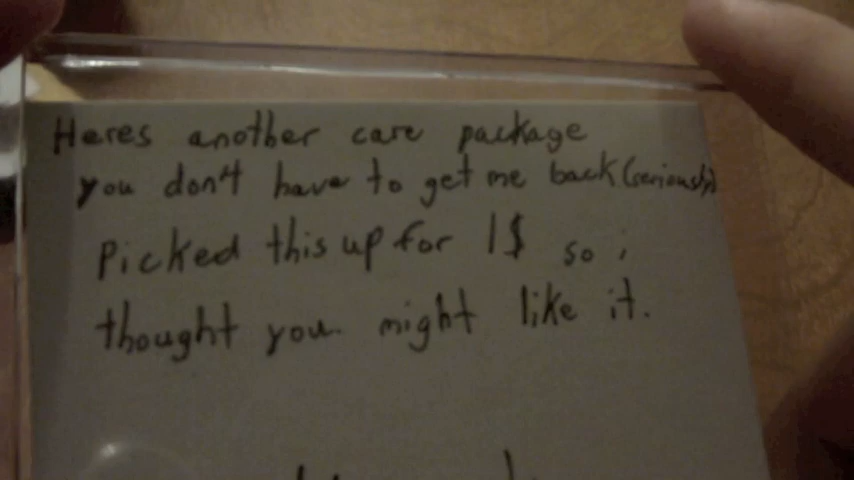 Heres another care package
you don't have to get me back (seriously)
Picked this up for 1$ so i
thought you might like it.